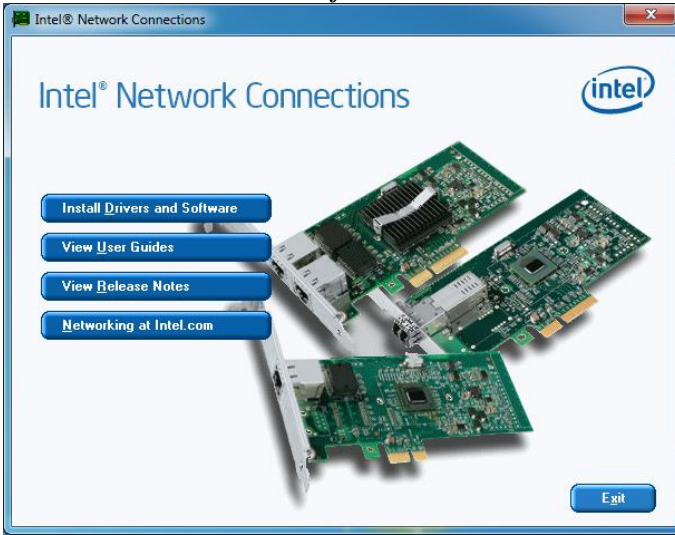 Intel® Network Connections
Intel® Network Connections
intel
Install Drivers and Software
View User Guides
View Release Notes
Networking at Intel.com
Exit